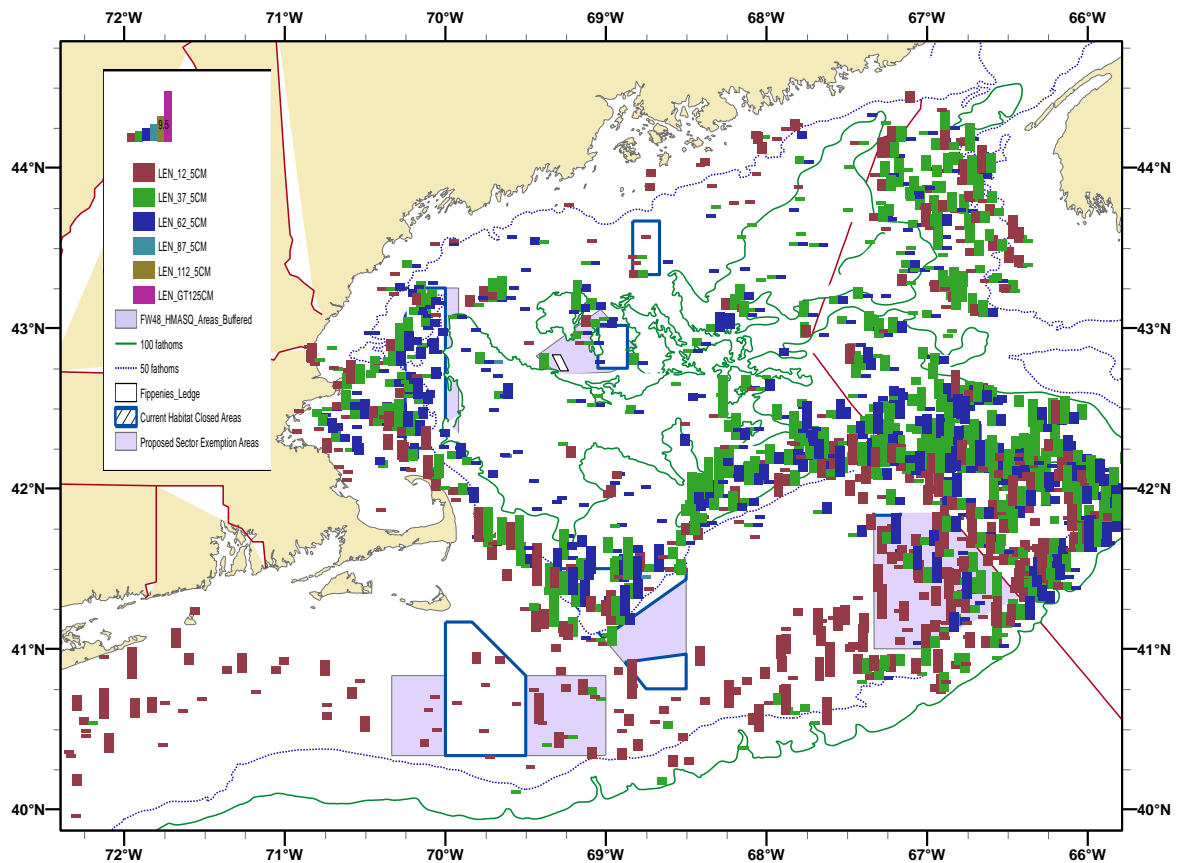 72°W 71°W 70°W 69°W 68°W 67°W 66°W
9.5
LEN_12_5CM
LEN_37_5CM
LEN_62_5CM
LEN_87_5CM
LEN_112_5CM
LEN_GT125CM
FW48_HMASQ_Areas_Buffered
100 fathoms
50 fathoms
Fippenies_Ledge
Current Habitat Closed Areas
Proposed Sector Exemption Areas
44°N 44°N
43°N 43°N
42°N 42°N
41°N 41°N
40°N 40°N
72°W 71°W 70°W 69°W 68°W 67°W 66°W